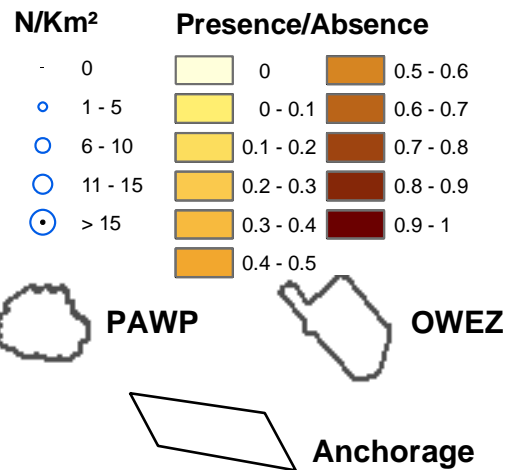 N/Km² Presence/Absence
- 0 0 0.5 - 0.6
1 - 5 0 - 0.1 0.6 - 0.7
6 - 10 0.1 - 0.2 0.7 - 0.8
11 - 15 0.2 - 0.3 0.8 - 0.9
> 15 0.3 - 0.4 0.9 - 1
0.4 - 0.5
PAWP OWEZ
Anchorage